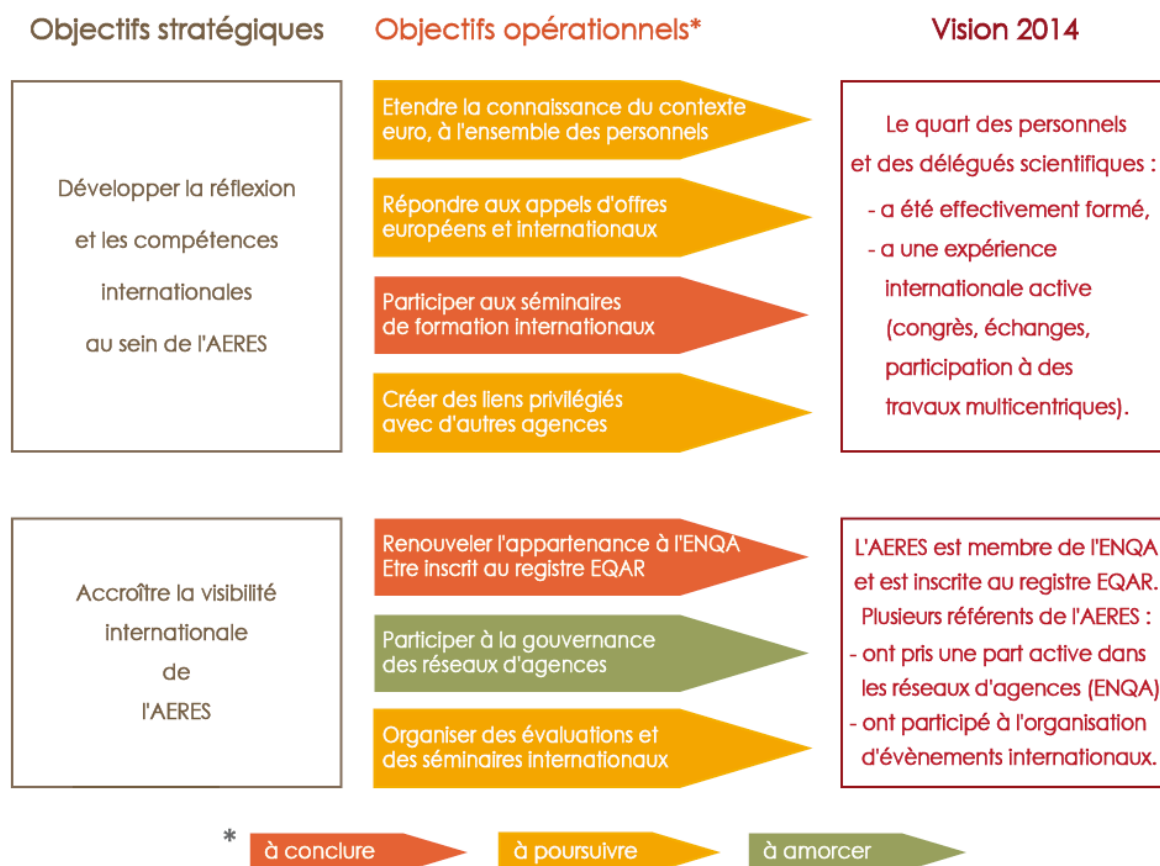 Objectifs stratégiques
Objectifs opérationnels*
Vision 2014
Développer la réflexion
et les compétences
internationales
au sein de l'AERES
Etendre la connaissance du contexte
euro, à l'ensemble des personnels
Répondre aux appels d'offres
européens et internationaux
Participer aux séminaires
de formation internationaux
Créer des liens privilégiés
avec d'autres agences
Le quart des personnels
et des délégués scientifiques :
- a été effectivement formé,
- a une expérience
internationale active
(congrès, échanges,
participation à des
travaux multicentriques).
Accroître la visibilité
internationale
de
l'AERES
Renouveler l'appartenance à l'ENQA
Etre inscrit au registre EQAR
Participer à la gouvernance
des réseaux d'agences
Organiser des évaluations et
des séminaires internationaux
L'AERES est membre de l'ENQA
et est inscrite au registre EQAR.
Plusieurs référents de l'AERES :
- ont pris une part active dans
les réseaux d'agences (ENQA)
- ont participé à l'organisation
d'évènements internationaux.
* à conclure
à poursuivre
à amorcer